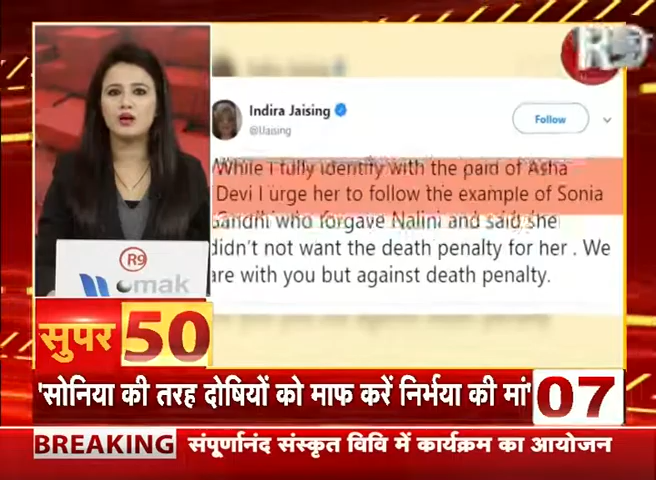 R9
Indira Jaising
@IJaising
Follow
While I fully identify with the paid of Asha
Devi I urge her to follow the example of Sonia
Gandhi who forgave Nalini and said she
didn't not want the death penalty for her . We
are with you but against death penalty.
R9
omak
सुपर 50
'सोनिया की तरह दोषियों को माफ करें निर्भया की मां' 07
BREAKING संपूर्णानंद संस्कृत विवि में कार्यक्रम का आयोजन